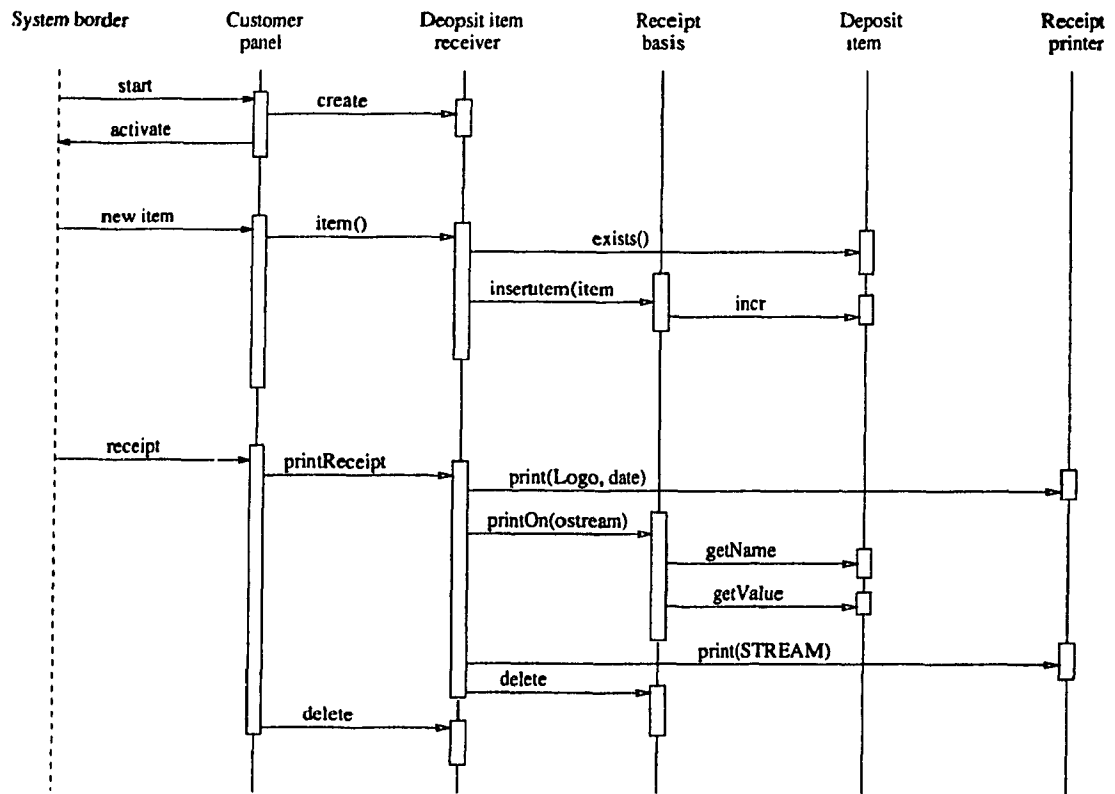 System border
Customer
panel
Deopsit item
receiver
Receipt
basis
Deposit
item
Receipt
printer
start
create
activate
new item
item()
exists()
insertitem(item
incr
receipt
printReceipt
print(Logo, date)
printOn(ostream)
getName
getValue
print(STREAM)
delete
delete